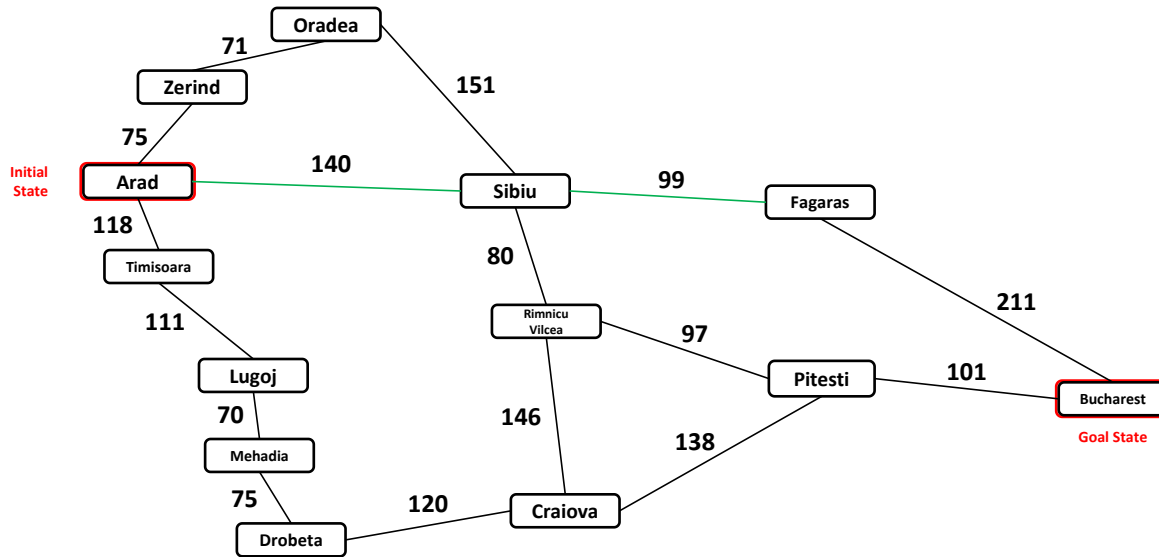 Oradea
71
Zerind
151
75
Initial
State
Arad
140
Sibiu
99
Fagaras
118
Timisoara
80
111
Rimnicu
Vilcea
97
211
Lugoj
Pitesti
101
Bucharest
70
146
138
Goal State
Mehadia
75
120
Craiova
Drobeta